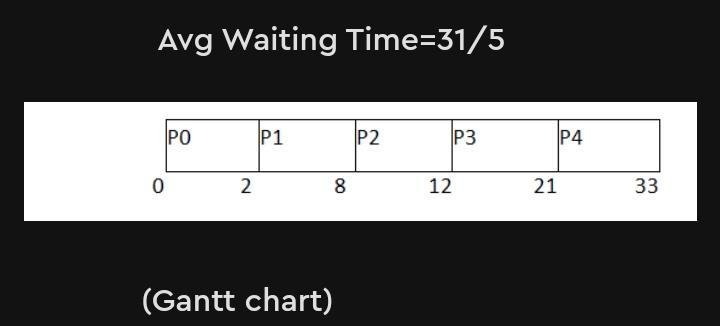 Avg Waiting Time=31/5
P0 P1 P2 P3 P4
0 2 8 12 21 33
(Gantt chart)